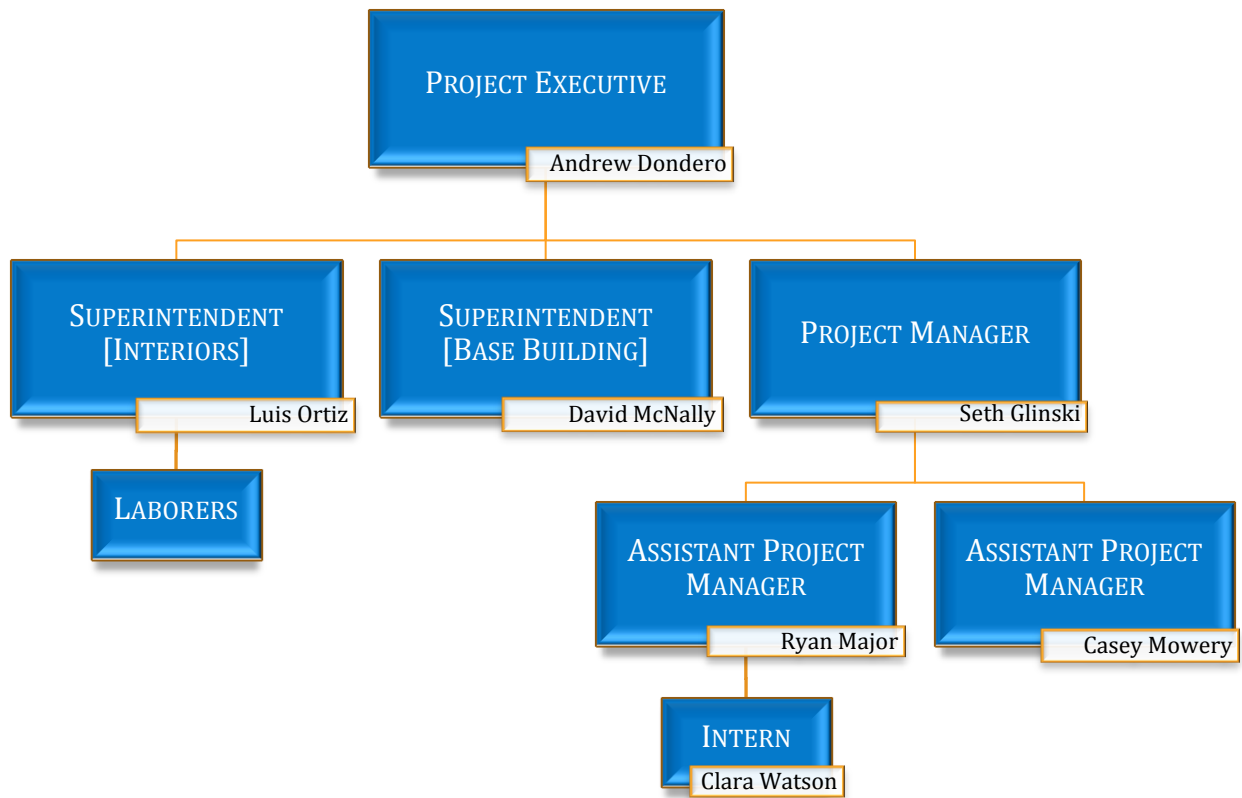 PROJECT EXECUTIVE
Andrew Dondero
SUPERINTENDENT
[INTERIORS]
Luis Ortiz
SUPERINTENDENT
[BASE BUILDING]
David McNally
PROJECT MANAGER
Seth Glinski
LABORERS
ASSISTANT PROJECT
MANAGER
Ryan Major
ASSISTANT PROJECT
MANAGER
Casey Mowery
INTERN
Clara Watson